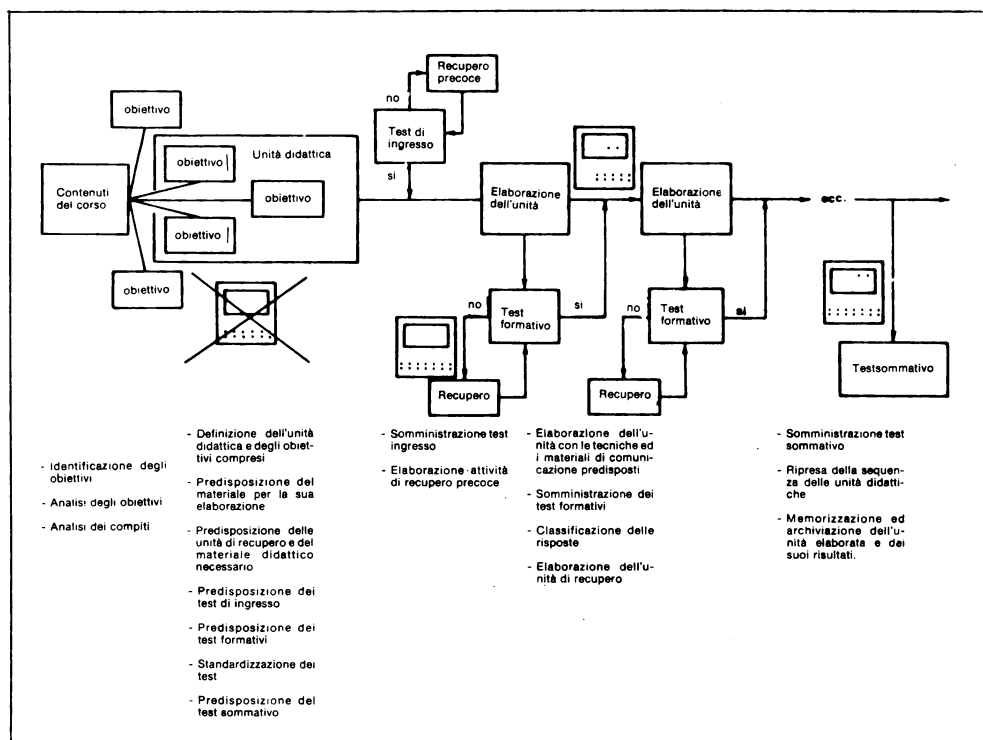 Recupero
precoce
no
obiettivo
Test di
ingresso
Unità didattica
obiettivo
si
Contenuti
del corso
obiettivo
Elaborazione
dell'unità
Elaborazione
dell'unità
ecc.
obiettivo
obiettivo
no
Test
formativo
si
no
Test
formativo
si
Recupero
Recupero
Testsommativo
- Identificazione degli
obiettivi
- Analisi degli obiettivi
- Analisi dei compiti
- Definizione dell'unità
didattica e degli obiet-
tivi compresi
- Predisposizione del
materiale per la sua
elaborazione
- Predisposizione delle
unità di recupero e del
materiale didattico
necessario
- Predisposizione dei
test di ingresso
- Predisposizione dei
test formativi
- Standardizzazione dei
test
- Predisposizione del
test sommativo
- Somministrazione test
ingresso
- Elaborazione attività
di recupero precoce
- Elaborazione dell'u-
nità con le tecniche ed
i materiali di comuni-
cazione predisposti
- Somministrazione dei
test formativi
- Classificazione delle
risposte
- Elaborazione dell'u-
nità di recupero
- Somministrazione test
sommativo
- Ripresa della sequen-
za delle unità didatti-
che
- Memorizzazione ed
archiviazione dell'u-
nità elaborata e dei
suoi risultati.